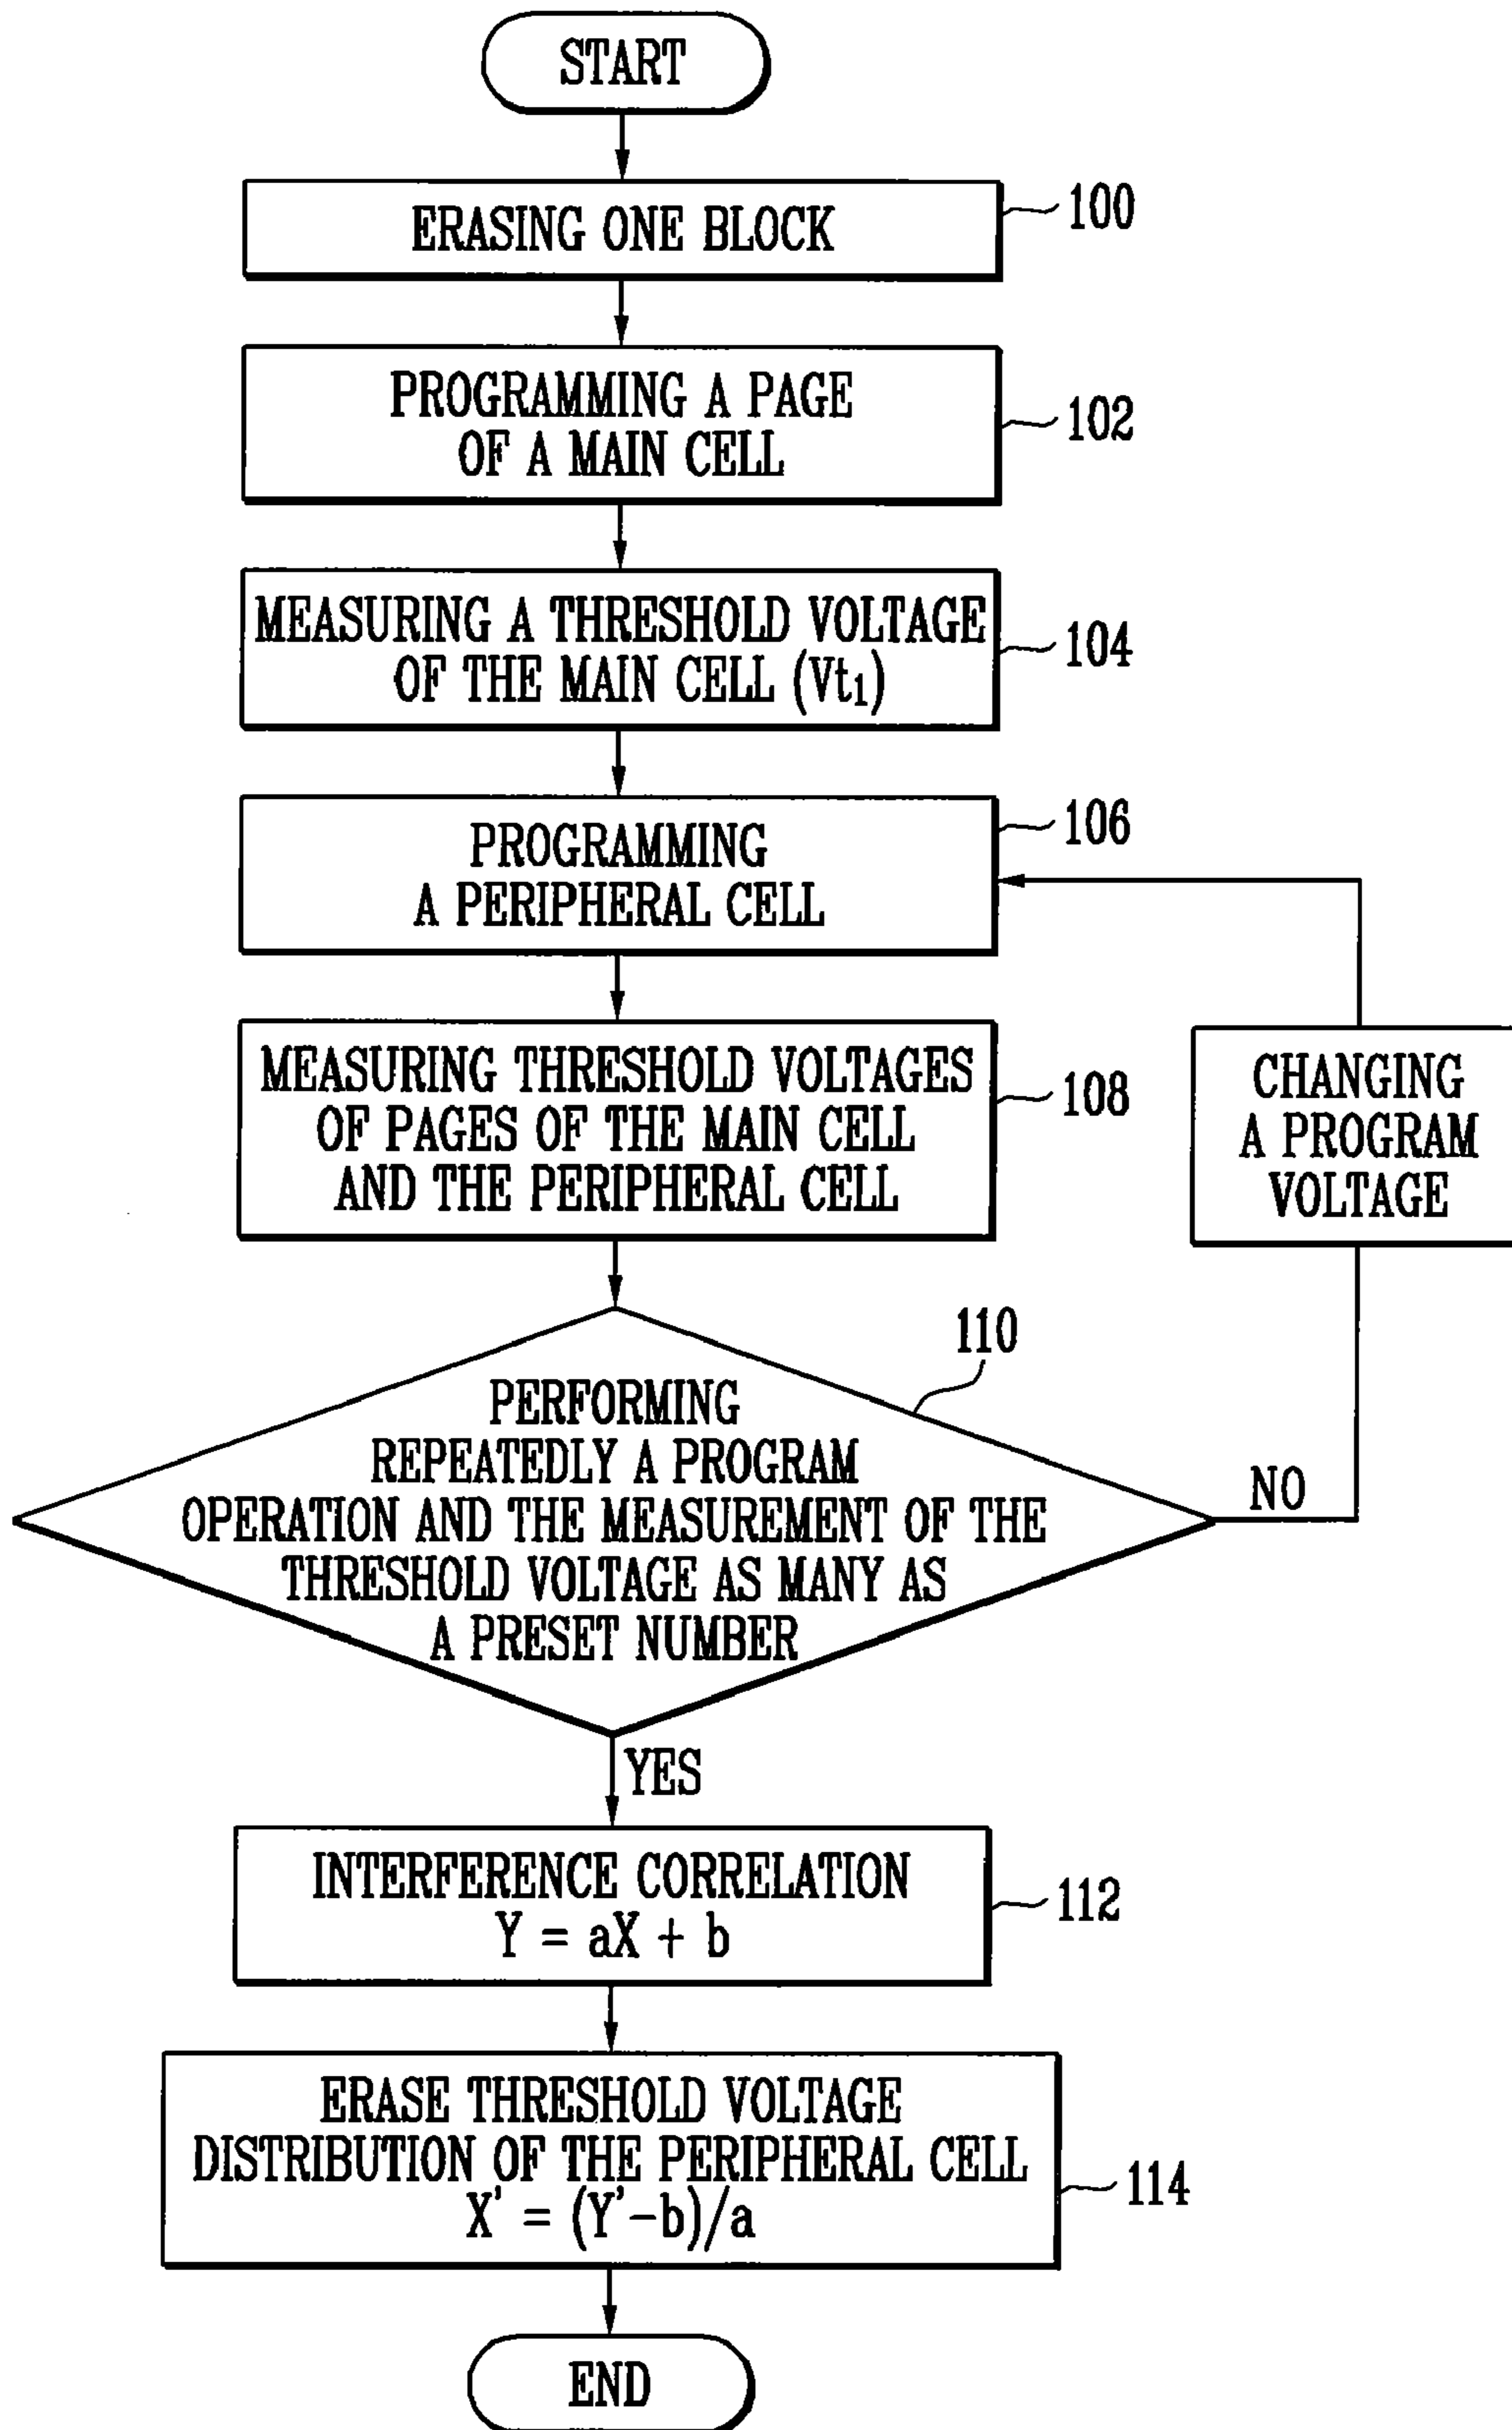 START
ERASING ONE BLOCK
100
PROGRAMMING A PAGE
OF A MAIN CELL
102
MEASURING A THRESHOLD VOLTAGE
OF THE MAIN CELL (Vt₁)
104
PROGRAMMING
A PERIPHERAL CELL
106
MEASURING THRESHOLD VOLTAGES
OF PAGES OF THE MAIN CELL
AND THE PERIPHERAL CELL
108
CHANGING
A PROGRAM
VOLTAGE
110
PERFORMING
REPEATEDLY A PROGRAM
OPERATION AND THE MEASUREMENT OF THE
THRESHOLD VOLTAGE AS MANY AS
A PRESET NUMBER
NO
YES
INTERFERENCE CORRELATION
Y = aX + b
112
ERASE THRESHOLD VOLTAGE
DISTRIBUTION OF THE PERIPHERAL CELL
X' = (Y'-b)/a
114
END